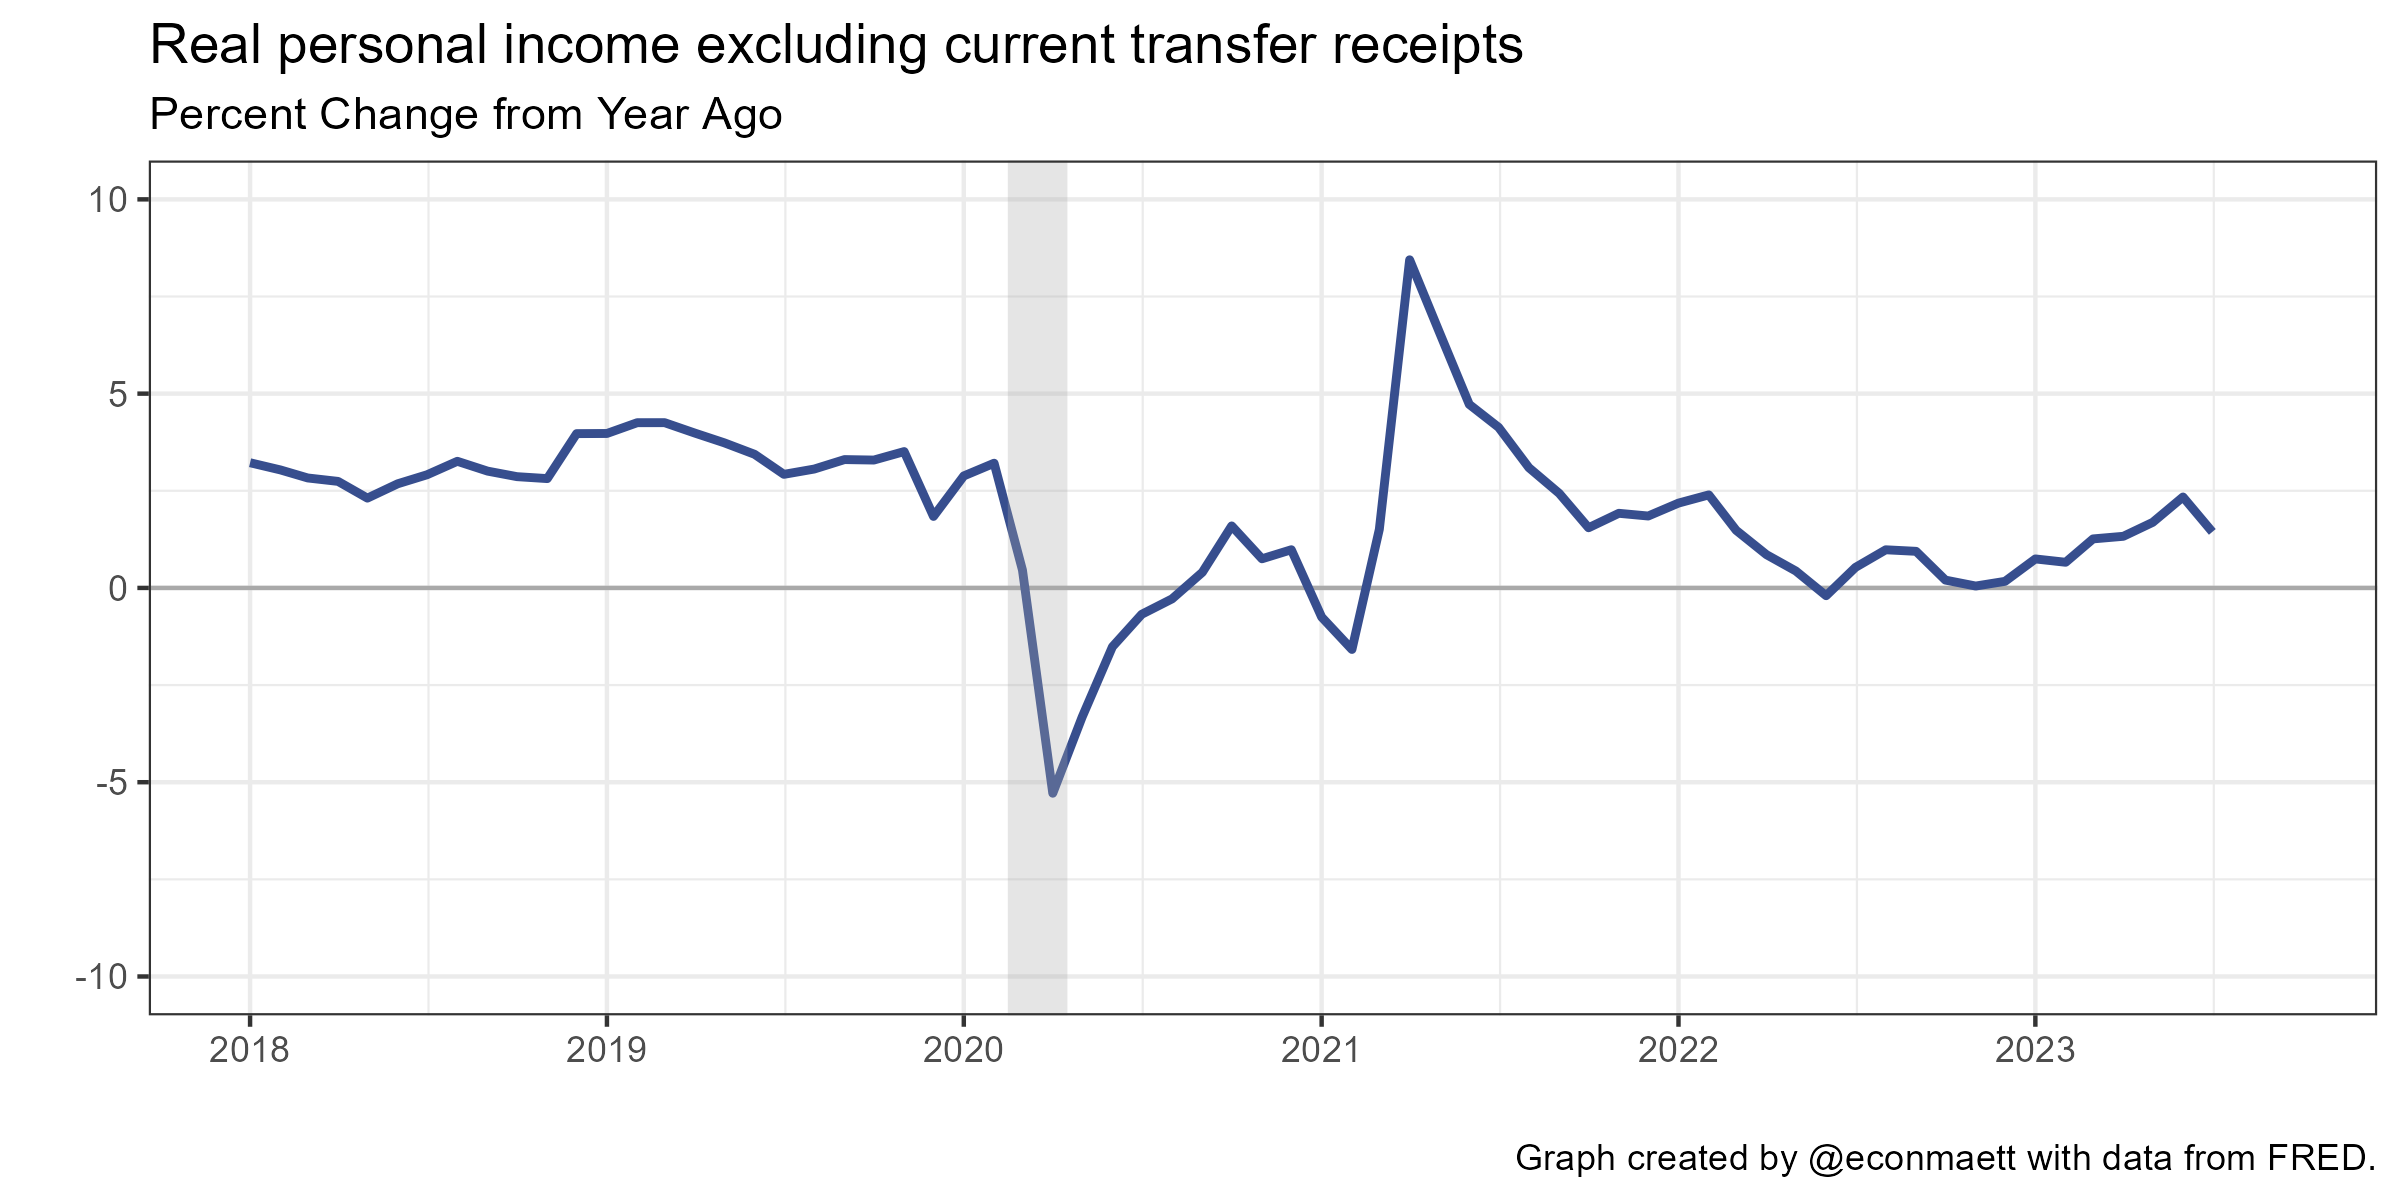 Real personal income excluding current transfer receipts
Percent Change from Year Ago
10
5
0
-5
-10
2018 2019 2020 2021 2022 2023
Graph created by @econmaett with data from FRED.